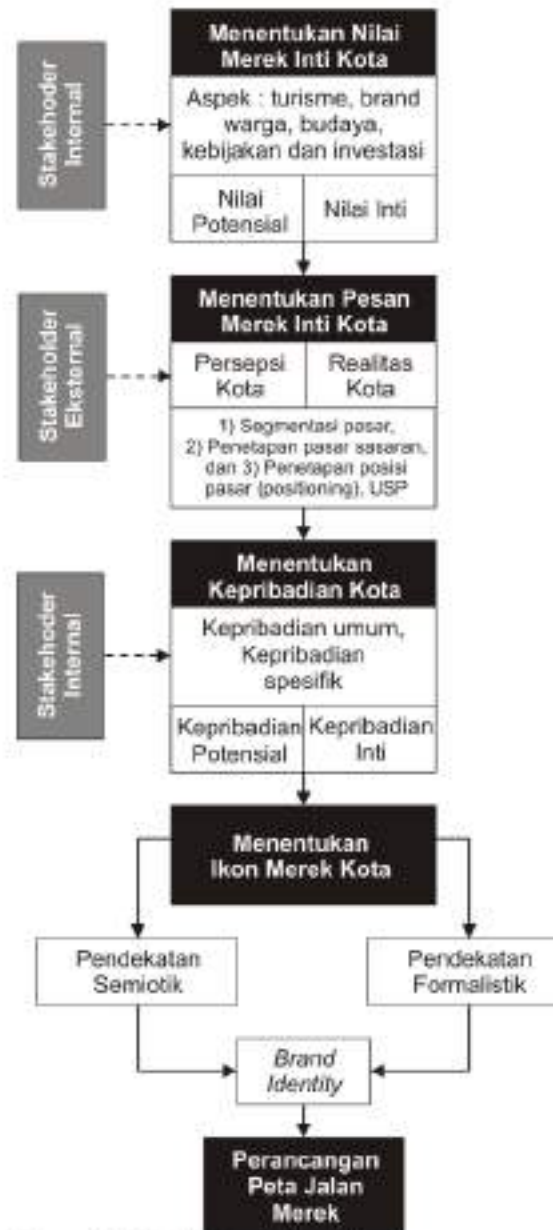 Stakehoder
Internal
Menentukan Nilai
Merek Inti Kota
Aspek : turisme, brand
warga, budaya,
kebijakan dan investasi
Nilai
Potensial
Nilai Inti
Stakeholder
Eksternal
Menentukan Pesan
Merek Inti Kota
Persepsi
Kota
Realitas
Kota
1) Segmentasi pasar,
2) Penetapan pasar sasaran,
dan 3) Penetapan posisi
pasar (positioning), USP
Stakehoder
Internal
Menentukan
Kepribadian Kota
Kepribadian umum,
Kepribadian
spesifik
Kepribadian
Potensial
Kepribadian
Inti
Menentukan
Ikon Merek Kota
Pendekatan
Semiotik
Pendekatan
Formalistik
Brand
Identity
Perancangan
Peta Jalan
Merek